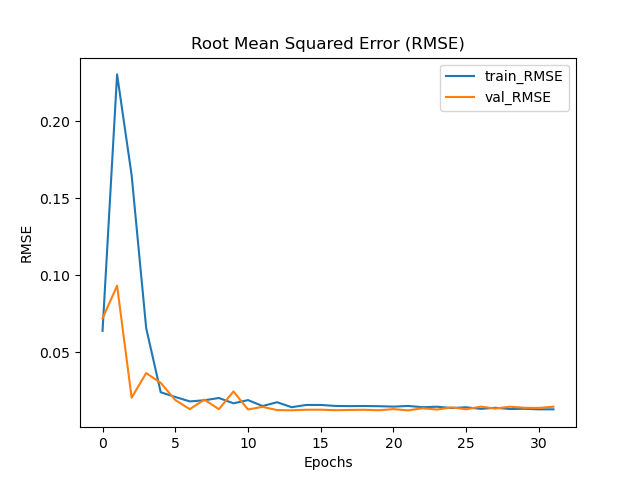 Root Mean Squared Error (RMSE)
train_RMSE
val_RMSE
RMSE
0.20
0.15
0.10
0.05
0 5 10 15 20 25 30
Epochs